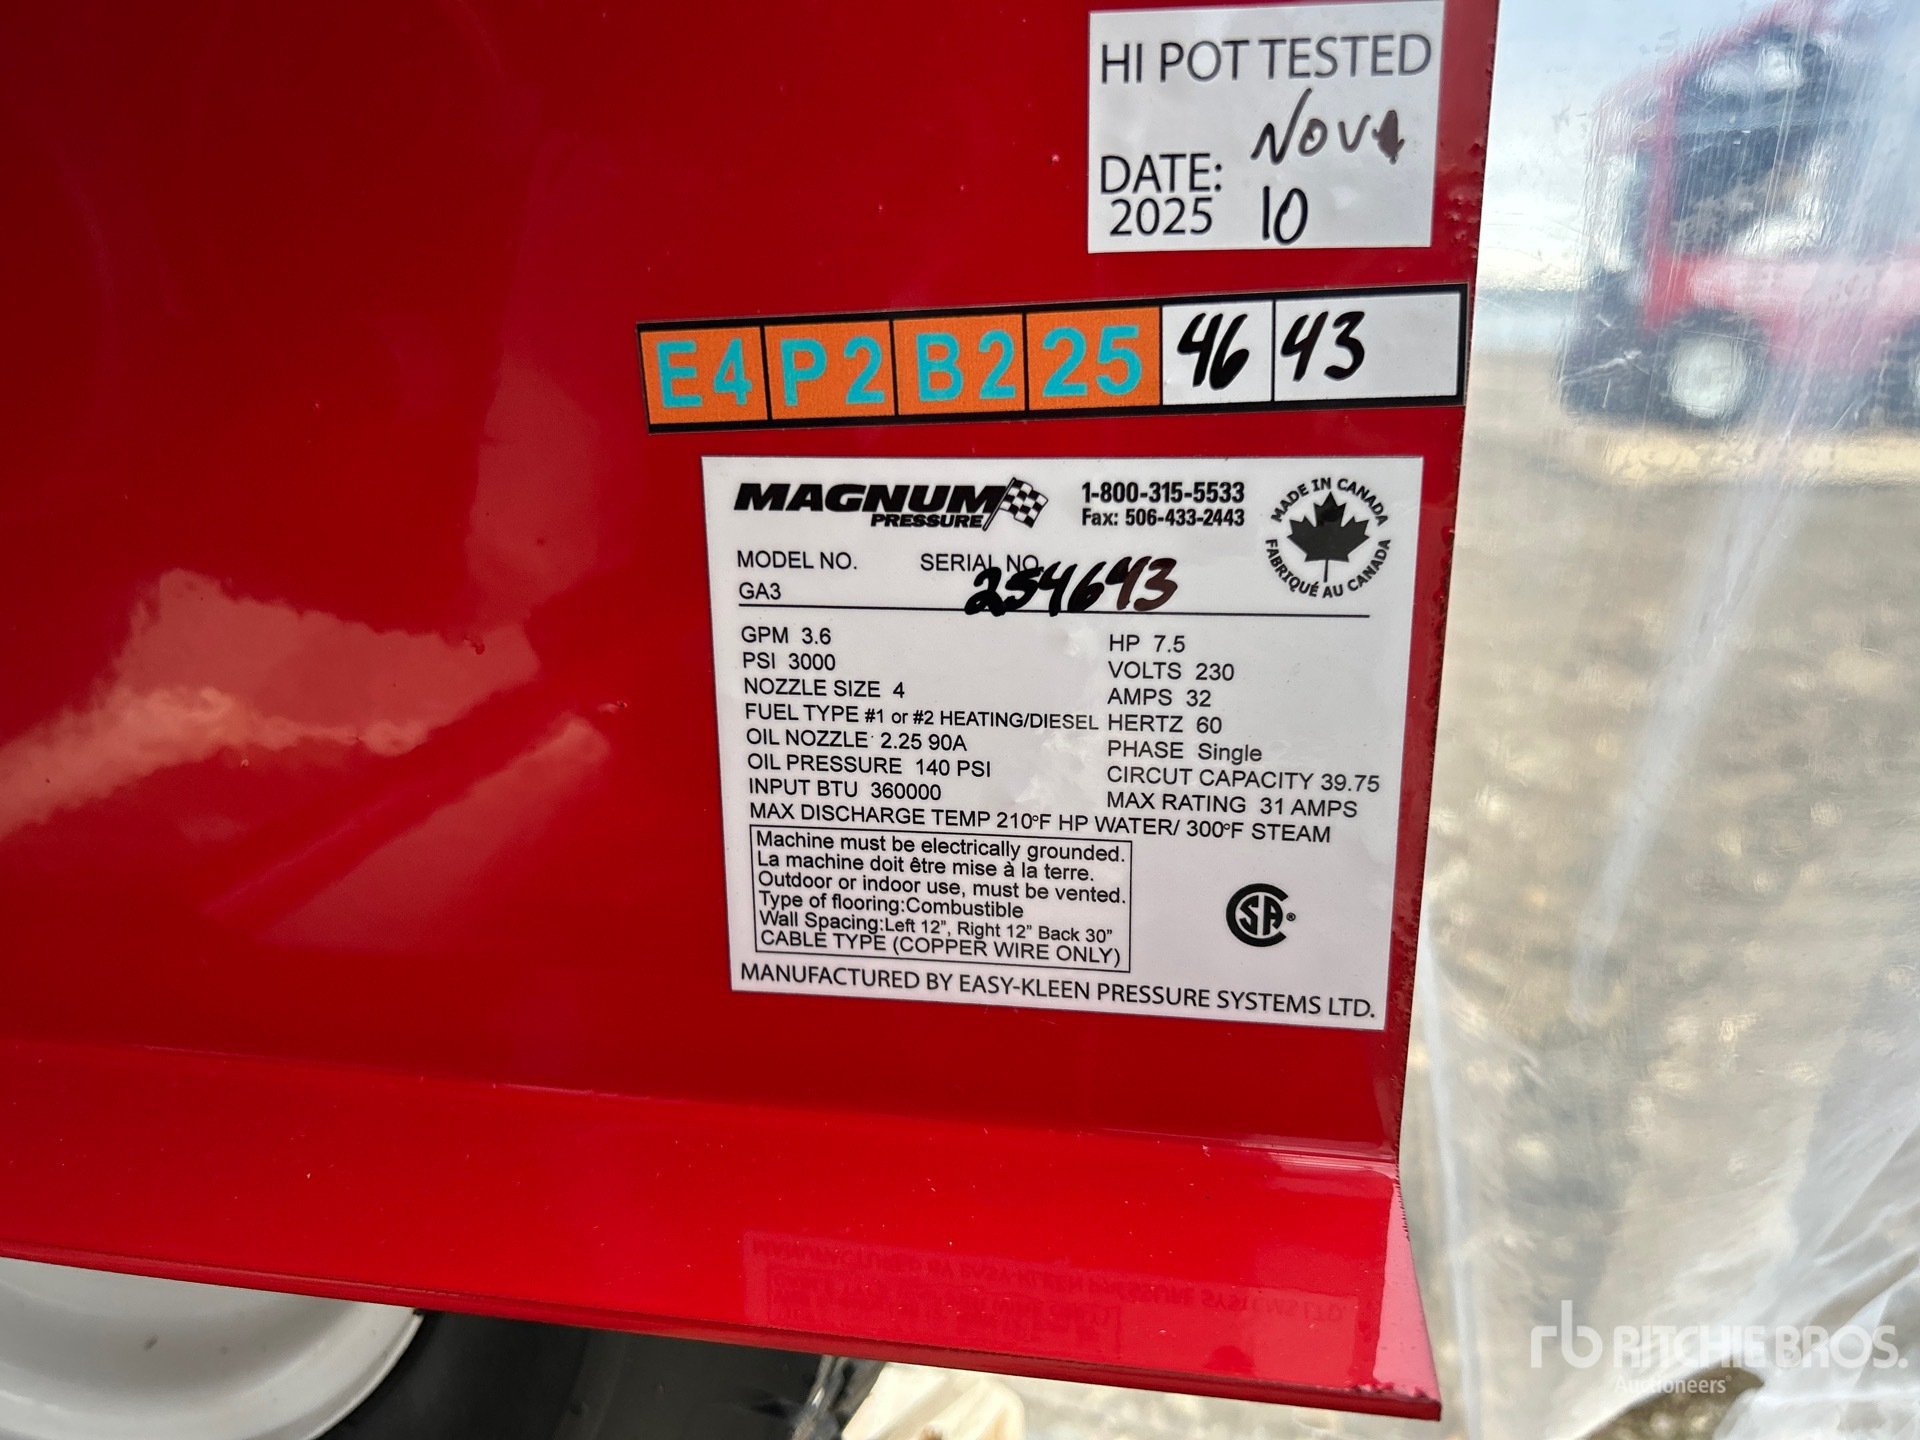 HI POT TESTED
NOV
DATE:
2025 10
E4 P2 B2 25 46 43
MAGNUM
PRESSURE
1-800-315-5533
Fax: 506-433-2443
MADE IN CANADA
FABRIQUÉ AU CANADA
MODEL NO. SERIAL NO.
GA3 254643
GPM 3.6
PSI 3000
NOZZLE SIZE 4
FUEL TYPE #1 or #2 HEATING/DIESEL
OIL NOZZLE 2.25 90A
OIL PRESSURE 140 PSI
INPUT BTU 360000
HP 7.5
VOLTS 230
AMPS 32
HERTZ 60
PHASE Single
CIRCUT CAPACITY 39.75
MAX RATING 31 AMPS
MAX DISCHARGE TEMP 210°F HP WATER/ 300°F STEAM
Machine must be electrically grounded.
La machine doit être mise à la terre.
Outdoor or indoor use, must be vented.
Type of flooring:Combustible
Wall Spacing:Left 12", Right 12" Back 30"
CABLE TYPE (COPPER WIRE ONLY)
SA®
MANUFACTURED BY EASY-KLEEN PRESSURE SYSTEMS LTD.
rb RITCHIE BROS.
Auctioneers